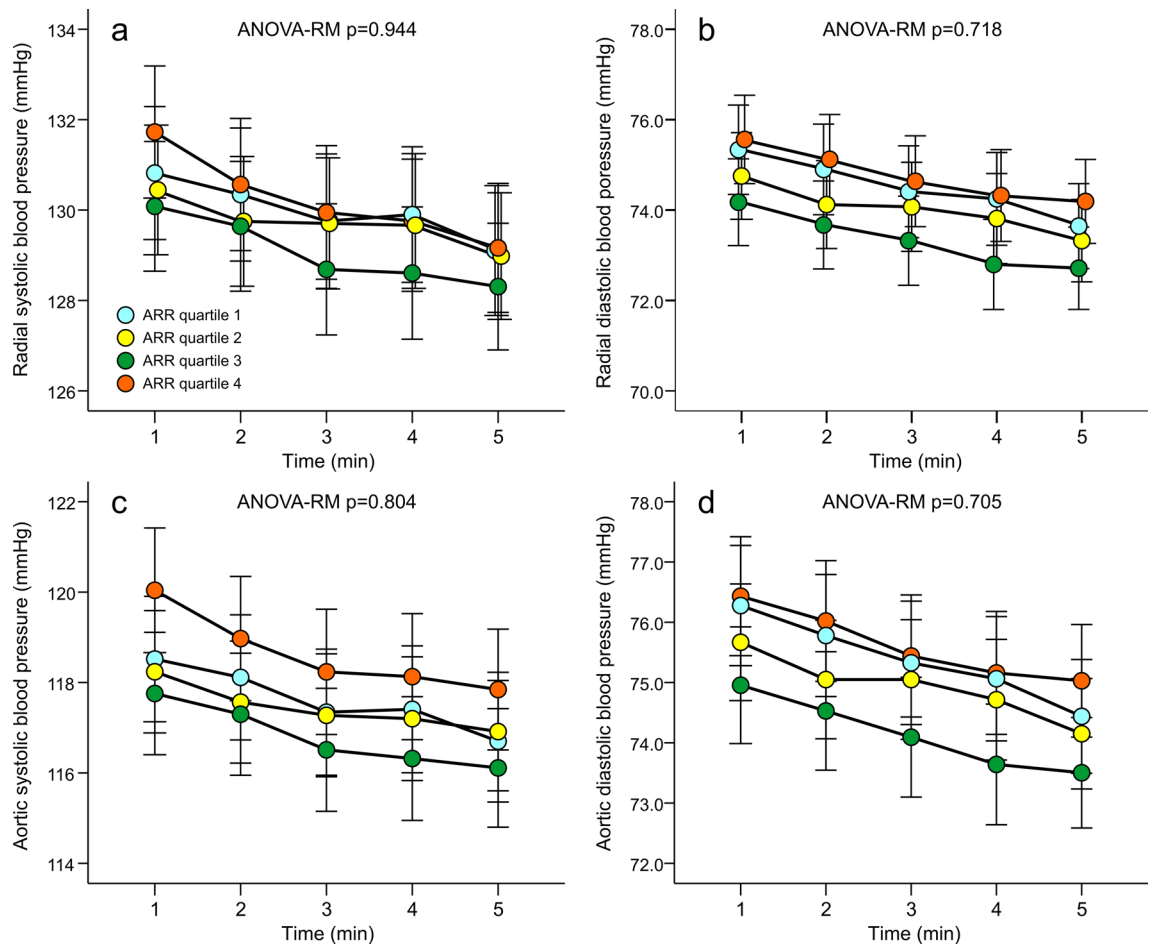 a
ANOVA-RM p=0.944
Radial systolic blood pressure (mmHg)
134
132
130
128
126
ARR quartile 1
ARR quartile 2
ARR quartile 3
ARR quartile 4
1 2 3 4 5
Time (min)
b
ANOVA-RM p=0.718
Radial diastolic blood poressure (mmHg)
78.0
76.0
74.0
72.0
70.0
1 2 3 4 5
Time (min)
c
ANOVA-RM p=0.804
Aortic systolic blood pressure (mmHg)
122
120
118
116
114
1 2 3 4 5
Time (min)
d
ANOVA-RM p=0.705
Aortic diastolic blood pressure (mmHg)
78.0
77.0
76.0
75.0
74.0
73.0
72.0
1 2 3 4 5
Time (min)